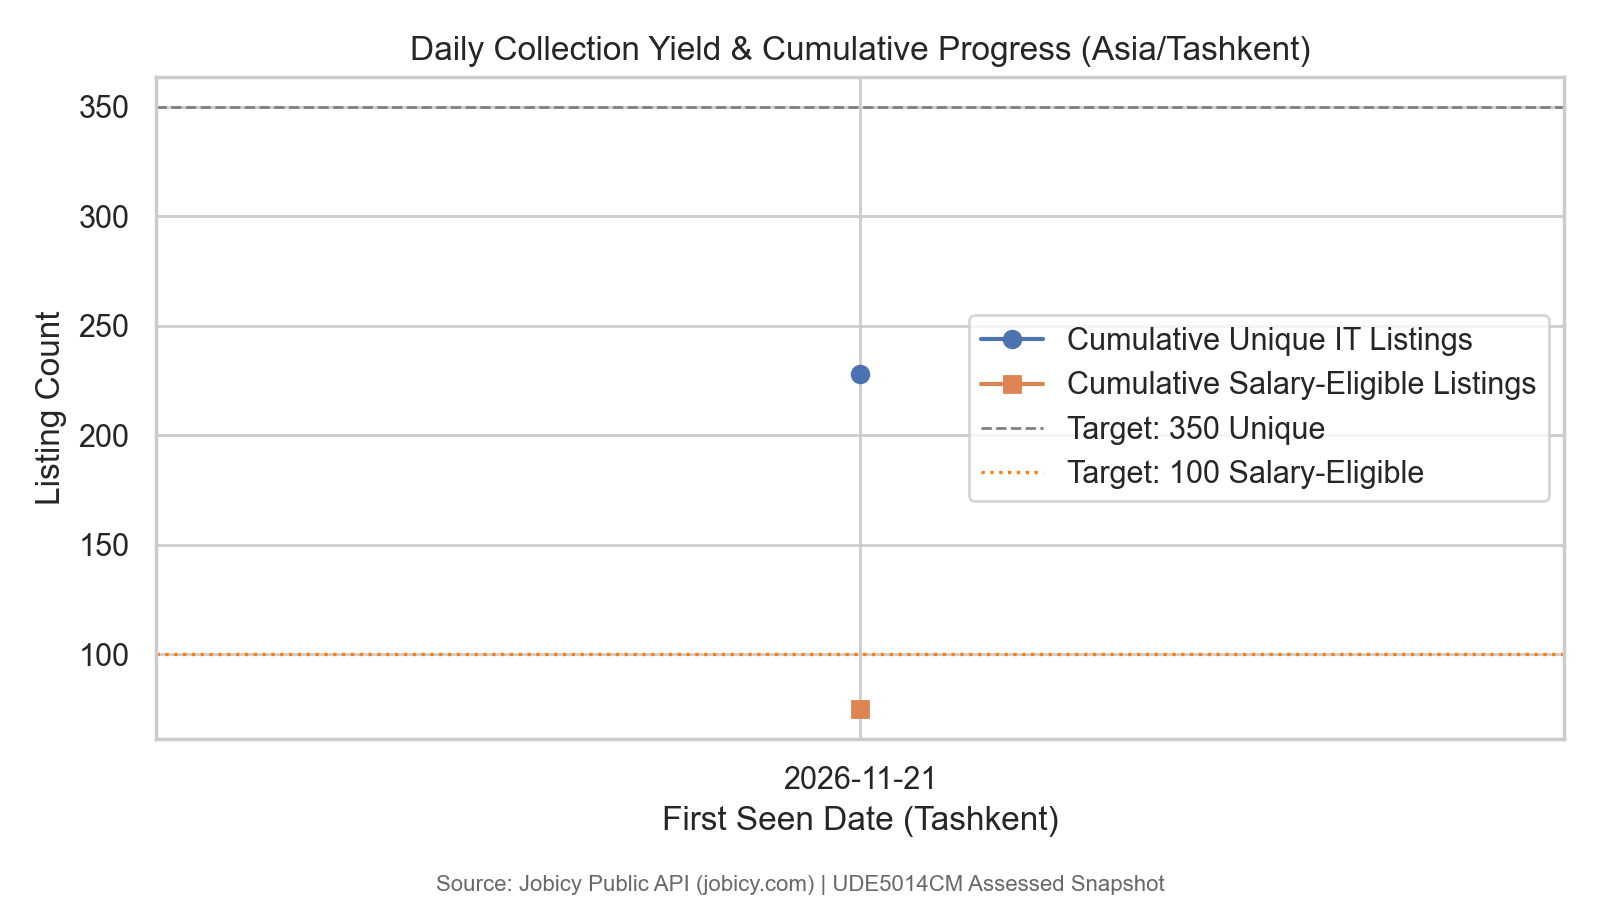 Daily Collection Yield & Cumulative Progress (Asia/Tashkent)
350
300
250
200
150
100
Listing Count
Cumulative Unique IT Listings
Cumulative Salary-Eligible Listings
Target: 350 Unique
Target: 100 Salary-Eligible
2026-11-21
First Seen Date (Tashkent)
Source: Jobicy Public API (jobicy.com) | UDE5014CM Assessed Snapshot